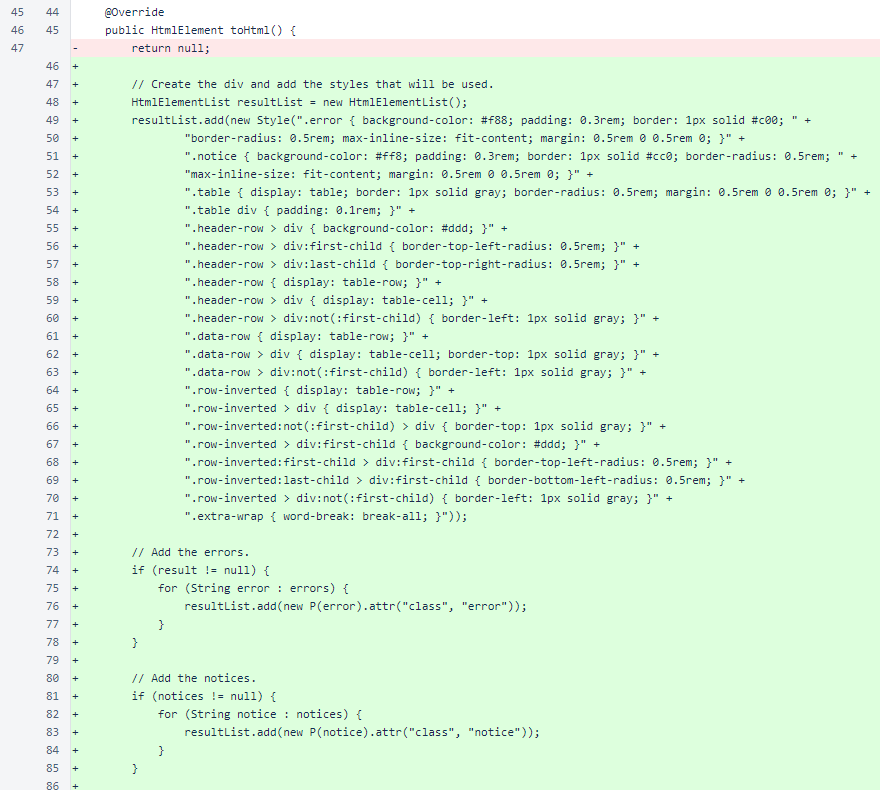 45 44 @Override
46 45 public HtmlElement toHtml() {
47 - return null;
46 +
47 + // Create the div and add the styles that will be used.
48 + HtmlElementList resultList = new HtmlElementList();
49 + resultList.add(new Style(".error { background-color: #f88; padding: 0.3rem; border: 1px solid #c00; " +
50 + "border-radius: 0.5rem; max-inline-size: fit-content; margin: 0.5rem 0 0.5rem 0; }" +
51 + ".notice { background-color: #ff8; padding: 0.3rem; border: 1px solid #cc0; border-radius: 0.5rem; " +
52 + "max-inline-size: fit-content; margin: 0.5rem 0 0.5rem 0; }" +
53 + ".table { display: table; border: 1px solid gray; border-radius: 0.5rem; margin: 0.5rem 0 0.5rem 0; }" +
54 + ".table div { padding: 0.1rem; }" +
55 + ".header-row > div { background-color: #ddd; }" +
56 + ".header-row > div:first-child { border-top-left-radius: 0.5rem; }" +
57 + ".header-row > div:last-child { border-top-right-radius: 0.5rem; }" +
58 + ".header-row { display: table-row; }" +
59 + ".header-row > div { display: table-cell; }" +
60 + ".header-row > div:not(:first-child) { border-left: 1px solid gray; }" +
61 + ".data-row { display: table-row; }" +
62 + ".data-row > div { display: table-cell; border-top: 1px solid gray; }" +
63 + ".data-row > div:not(:first-child) { border-left: 1px solid gray; }" +
64 + ".row-inverted { display: table-row; }" +
65 + ".row-inverted > div { display: table-cell; }" +
66 + ".row-inverted:not(:first-child) > div { border-top: 1px solid gray; }" +
67 + ".row-inverted > div:first-child { background-color: #ddd; }" +
68 + ".row-inverted:first-child > div:first-child { border-top-left-radius: 0.5rem; }" +
69 + ".row-inverted:last-child > div:first-child { border-bottom-left-radius: 0.5rem; }" +
70 + ".row-inverted > div:not(:first-child) { border-left: 1px solid gray; }" +
71 + ".extra-wrap { word-break: break-all; }"));
72 +
73 + // Add the errors.
74 + if (result != null) {
75 + for (String error : errors) {
76 + resultList.add(new P(error).attr("class", "error"));
77 + }
78 + }
79 +
80 + // Add the notices.
81 + if (notices != null) {
82 + for (String notice : notices) {
83 + resultList.add(new P(notice).attr("class", "notice"));
84 + }
85 + }
86 +